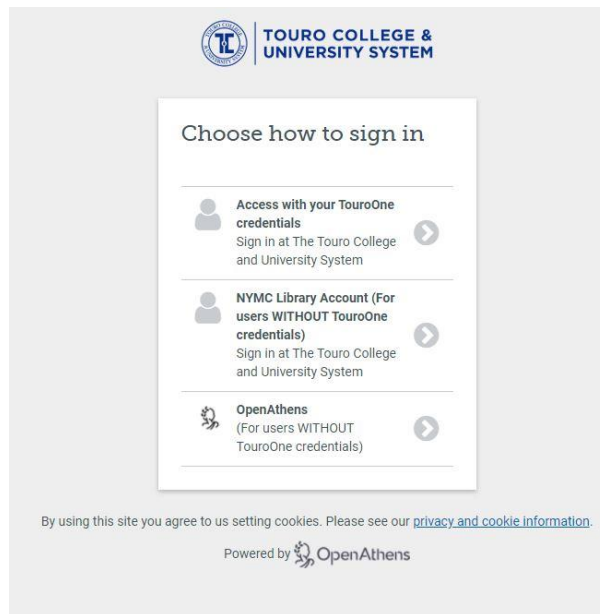 TOURO COLLEGE &
UNIVERSITY SYSTEM
Choose how to sign in
Access with your TouroOne
credentials
Sign in at The Touro College
and University System
NYMC Library Account (For
users WITHOUT TouroOne
credentials)
Sign in at The Touro College
and University System
OpenAthens
(For users WITHOUT
TouroOne credentials)
By using this site you agree to us setting cookies. Please see our privacy and cookie information.
Powered by OpenAthens